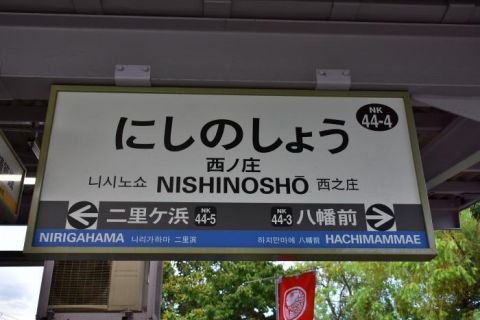 NK
44-4
にしのしょう
西ノ庄
니시노쇼 NISHINOSHŌ 西之庄
二里ケ浜 NK 44-5 NK 44-3 八幡前
NIRIGAHAMA 니리가하마 二里浜 하치만마에 八幡前 HACHIMAMMAE